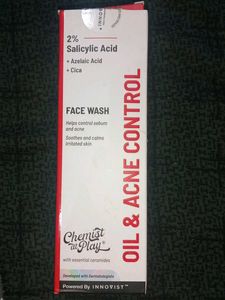 INNOVIST
2%
Salicylic Acid
+ Azelaic Acid
+ Cica
FACE WASH
Helps control sebum
and acne
Soothes and calms
irritated skin
Chemist
at Play
with essential ceramides
Developed with Dermatologists
Powered By INNOVIST™
OIL & ACNE CONTROL